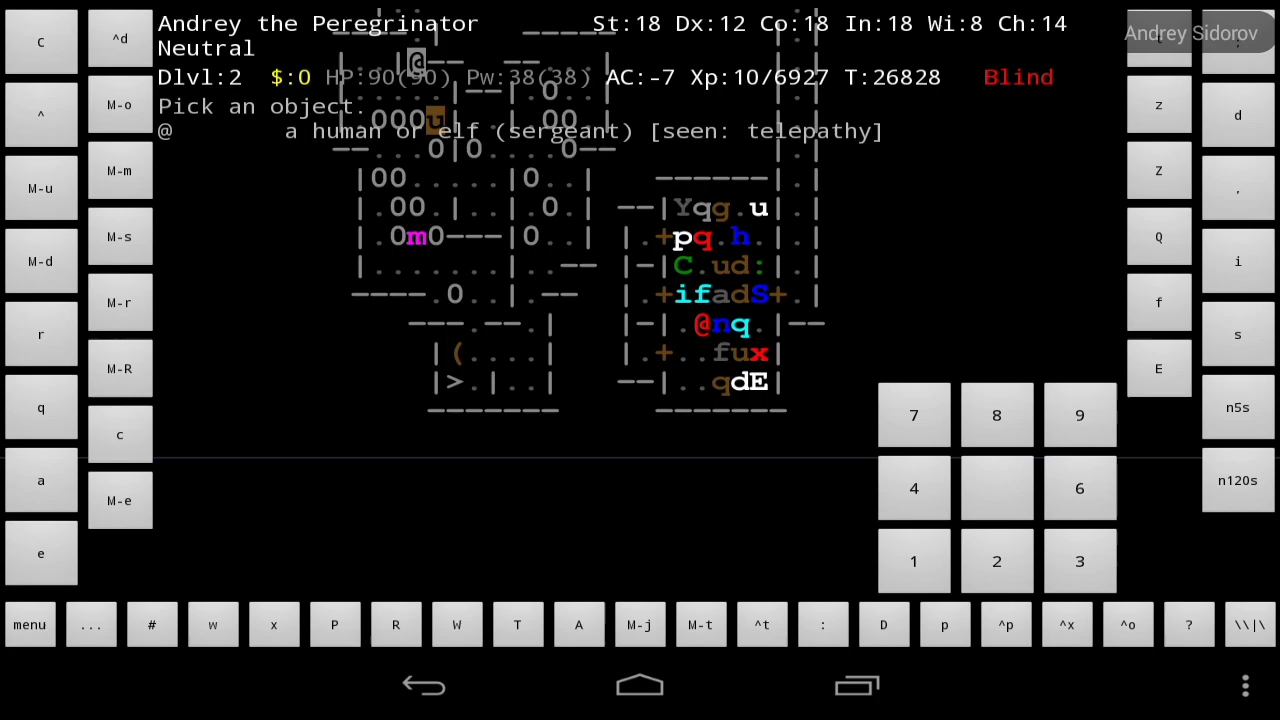 Andrey the Peregrinator St:18 Dx:12 Co:18 In:18 Wi:8 Ch:14
Neutral
Dlvl:2 $:0 HP:90(90) Pw:38(38) AC:-7 Xp:10/6927 T:26828 Blind
Pick an object.
@ a human or elf (sergeant) [seen: telepathy]
Andrey Sidorov
C
^
M-u
M-d
r
q
a
e
^d
M-o
M-m
M-s
M-r
M-R
c
M-e
z
Z
Q
f
E
d
,
i
s
n5s
n120s
7 8 9
4 6
1 2 3
menu ... # w x P R W T A M-j M-t ^t : D p ^p ^x ^o ? \\|\